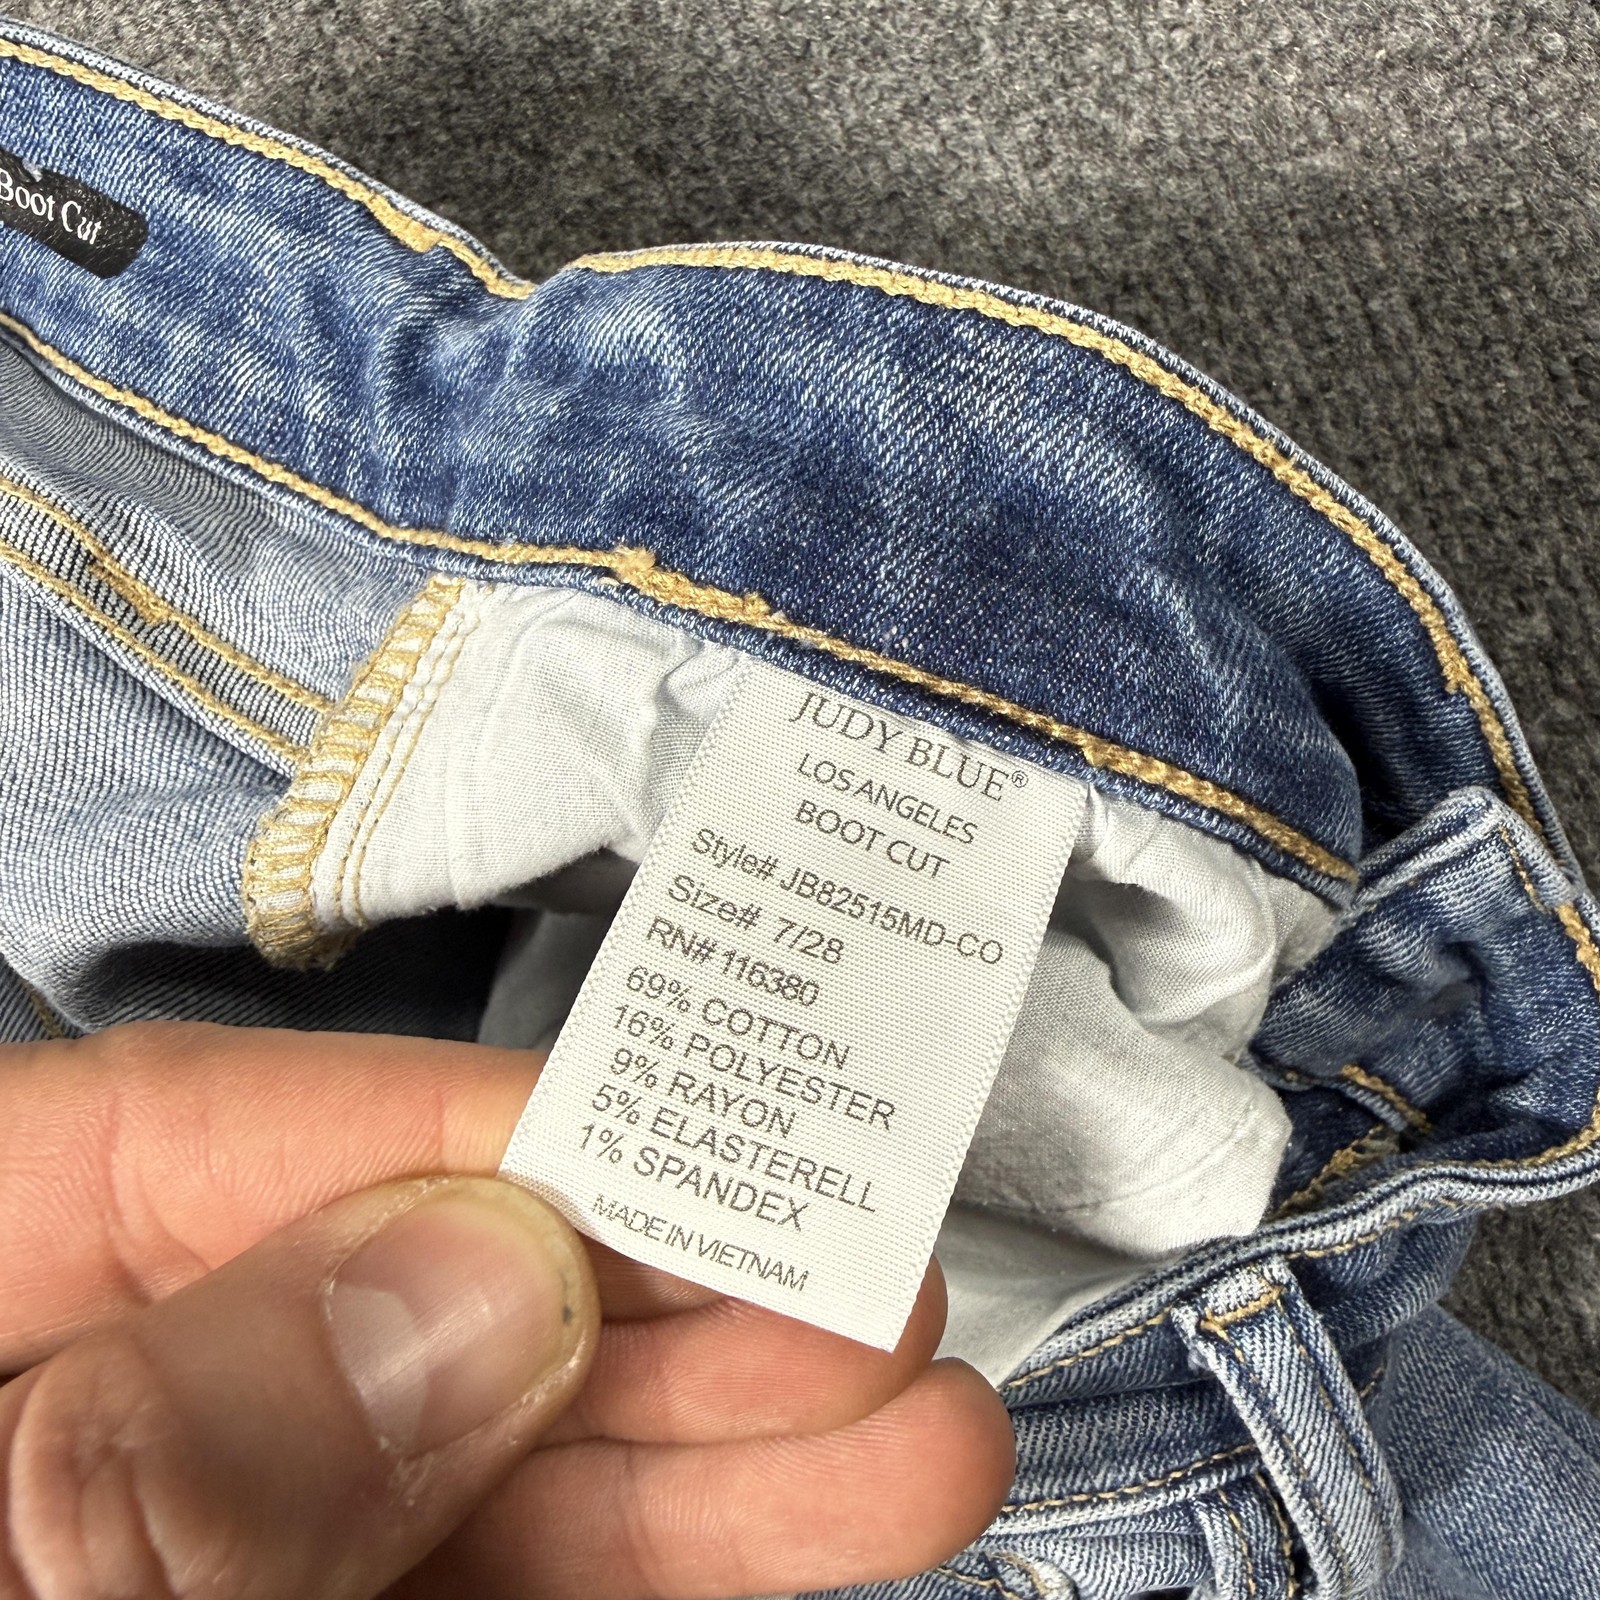 Boot Cut
JUDY BLUE®
LOS ANGELES
BOOT CUT
Style# JB82515MD-CO
Size# 7/28
RN# 116380
69% COTTON
16% POLYESTER
9% RAYON
5% ELASTERELL
1% SPANDEX
MADE IN VIETNAM